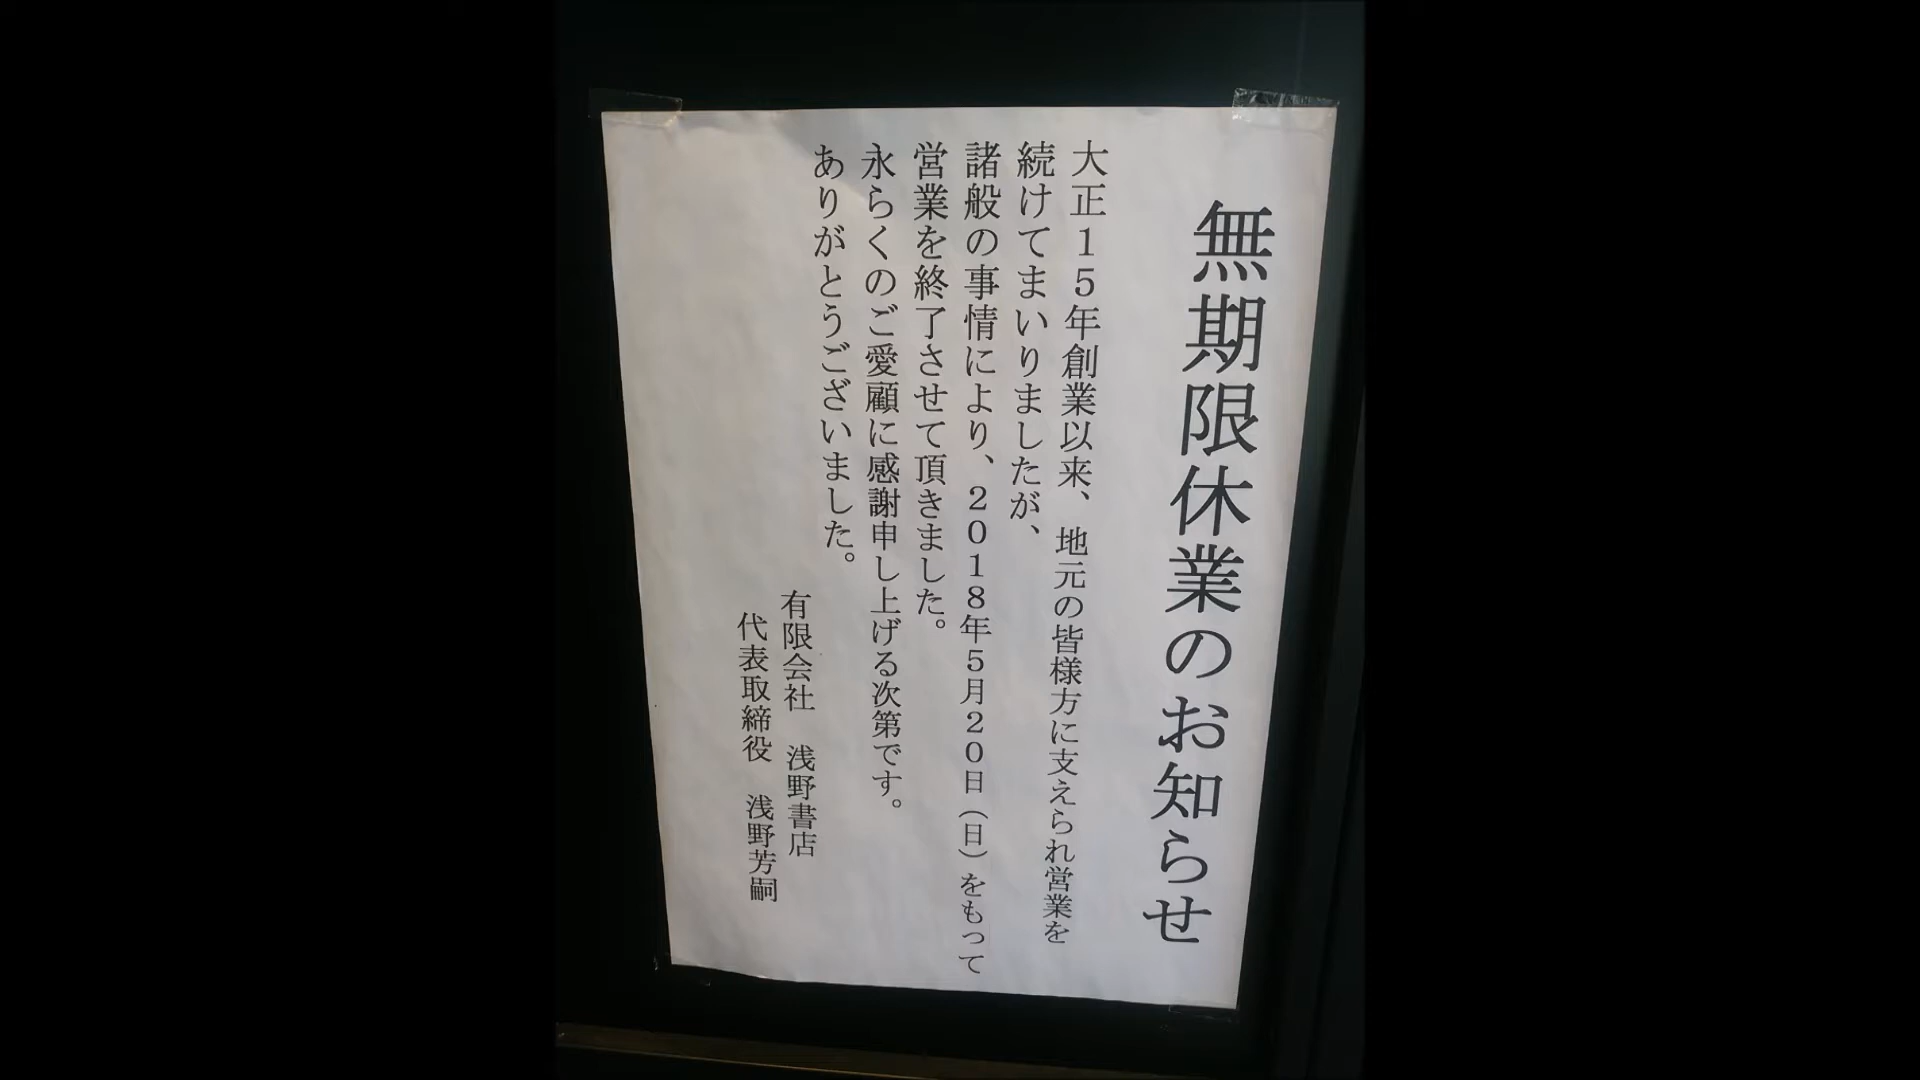 無期限休業のお知らせ
大正１５年創業以来、地元の皆様方に支えられ営業を
続けてまいりましたが、
諸般の事情により、２０１８年５月２０日（日）をもって
営業を終了させて頂きました。
永らくのご愛顧に感謝申し上げる次第です。
ありがとうございました。
有限会社　浅野書店
代表取締役　浅野芳嗣